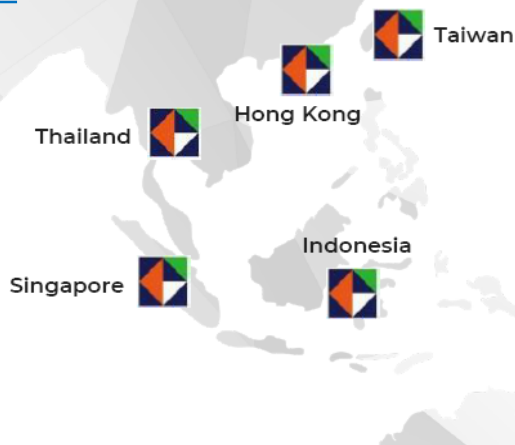 Taiwan
Hong Kong
Thailand
Indonesia
Singapore